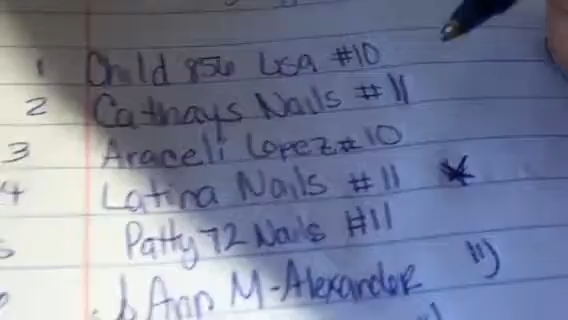 1 Child 856 Lisa #10
2 Cathays Nails #11
3 Araceli Lopez #10
4 Latina Nails #11
Patty 72 Nails #11
Ann M-Alexander 11)